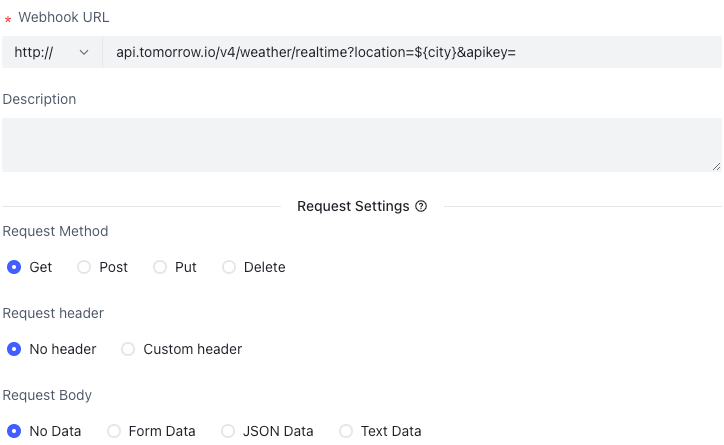 * Webhook URL
http:// api.tomorrow.io/v4/weather/realtime?location=${city}&apikey=
Description
Request Settings
Request Method
Get Post Put Delete
Request header
No header Custom header
Request Body
No Data Form Data JSON Data Text Data